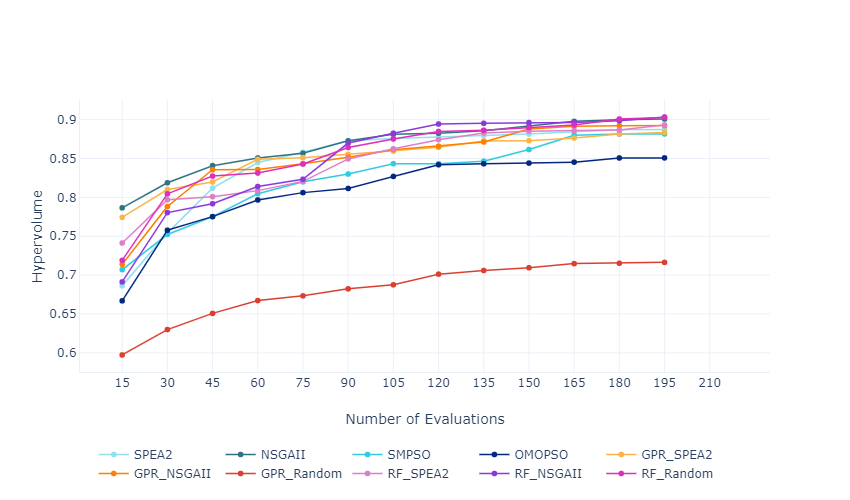 0.9
0.85
0.8
0.75
0.7
0.65
0.6
Hypervolume
15 30 45 60 75 90 105 120 135 150 165 180 195 210
Number of Evaluations
SPEA2 NSGAII SMPSO OMOPSO GPR_SPEA2
GPR_NSGAII GPR_Random RF_SPEA2 RF_NSGAII RF_Random